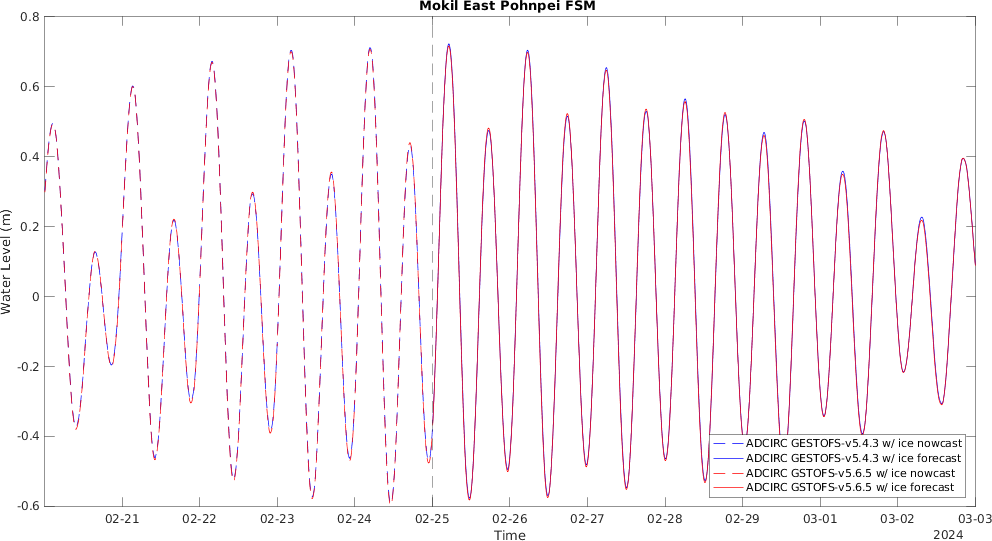 Mokil East Pohnpei FSM
0.8
0.6
0.4
0.2
0
-0.2
-0.4
-0.6
Water Level (m)
ADCIRC GESTOFS-v5.4.3 w/ ice nowcast
ADCIRC GESTOFS-v5.4.3 w/ ice forecast
ADCIRC GSTOFS-v5.6.5 w/ ice nowcast
ADCIRC GSTOFS-v5.6.5 w/ ice forecast
02-21 02-22 02-23 02-24 02-25 02-26 02-27 02-28 02-29 03-01 03-02 03-03
Time
2024